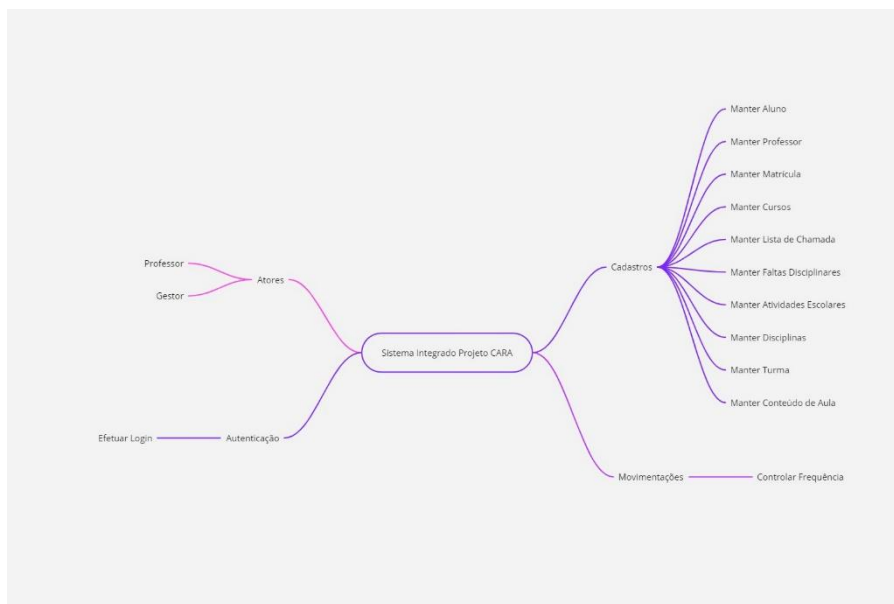 Manter Aluno
Manter Professor
Manter Matrícula
Manter Cursos
Manter Lista de Chamada
Manter Faltas Disciplinares
Manter Atividades Escolares
Manter Disciplinas
Manter Turma
Manter Conteúdo de Aula
Cadastros
Professor
Gestor
Atores
Sistema Integrado Projeto CARA
Efetuar Login
Autenticação
Movimentações
Controlar Frequência